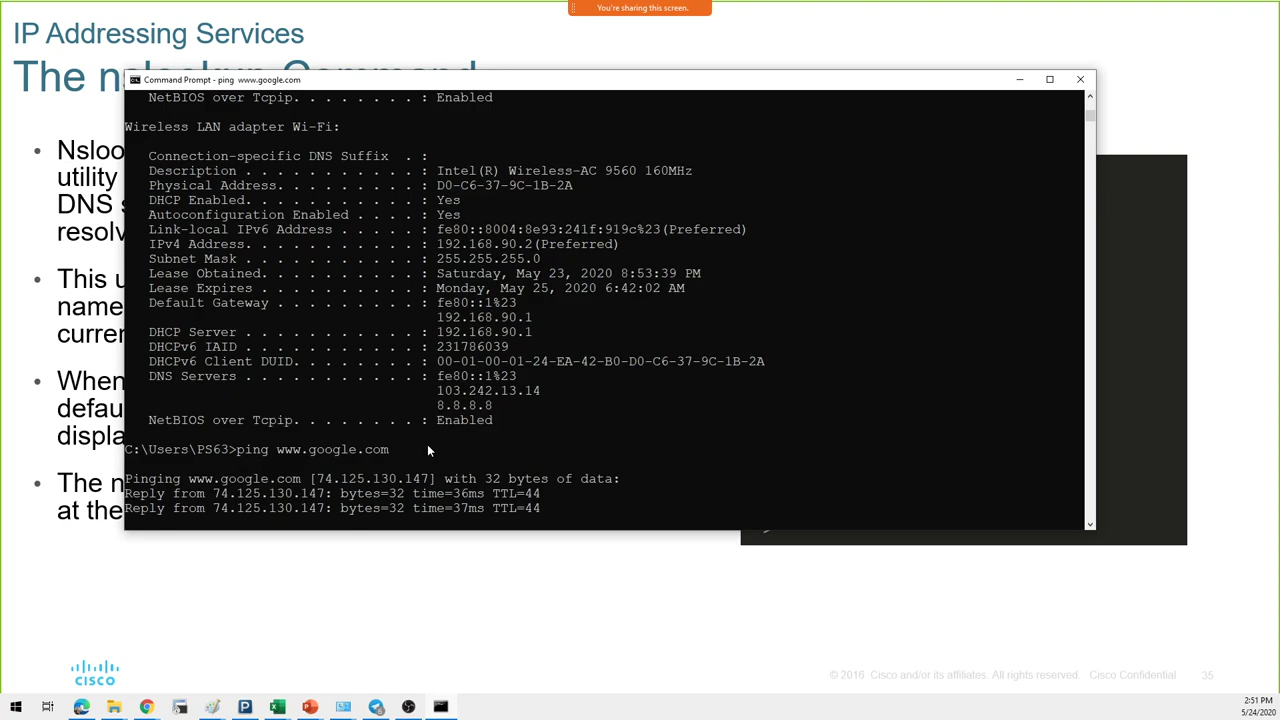 You're sharing this screen.
IP Addressing Services
The nslookup Command
Command Prompt - ping  www.google.com
NetBIOS over Tcpip. . . . . . . . : Enabled
Wireless LAN adapter Wi-Fi:
Connection-specific DNS Suffix  . :
Description . . . . . . . . . . . : Intel(R) Wireless-AC 9560 160MHz
Physical Address. . . . . . . . . : D0-C6-37-9C-1B-2A
DHCP Enabled. . . . . . . . . . . : Yes
Autoconfiguration Enabled . . . . : Yes
Link-local IPv6 Address . . . . . : fe80::8004:8e93:241f:919c%23(Preferred)
IPv4 Address. . . . . . . . . . . : 192.168.90.2(Preferred)
Subnet Mask . . . . . . . . . . . : 255.255.255.0
Lease Obtained. . . . . . . . . . : Saturday, May 23, 2020 8:53:39 PM
Lease Expires . . . . . . . . . . : Monday, May 25, 2020 6:42:02 AM
Default Gateway . . . . . . . . . : fe80::1%23
192.168.90.1
DHCP Server . . . . . . . . . . . : 192.168.90.1
DHCPv6 IAID . . . . . . . . . . . : 231786039
DHCPv6 Client DUID. . . . . . . . : 00-01-00-01-24-EA-42-B0-D0-C6-37-9C-1B-2A
DNS Servers . . . . . . . . . . . : fe80::1%23
103.242.13.14
8.8.8.8
NetBIOS over Tcpip. . . . . . . . : Enabled
C:\Users\PS63>ping www.google.com
Pinging www.google.com [74.125.130.147] with 32 bytes of data:
Reply from 74.125.130.147: bytes=32 time=36ms TTL=44
Reply from 74.125.130.147: bytes=32 time=37ms TTL=44
• Nsloo
utility
DNS s
resolv
• This u
name
curren
• When
defau
displa
• The n
at the
CISCO
© 2016 Cisco and/or its affiliates. All rights reserved. Cisco Confidential
35
2:51 PM
5/24/2020